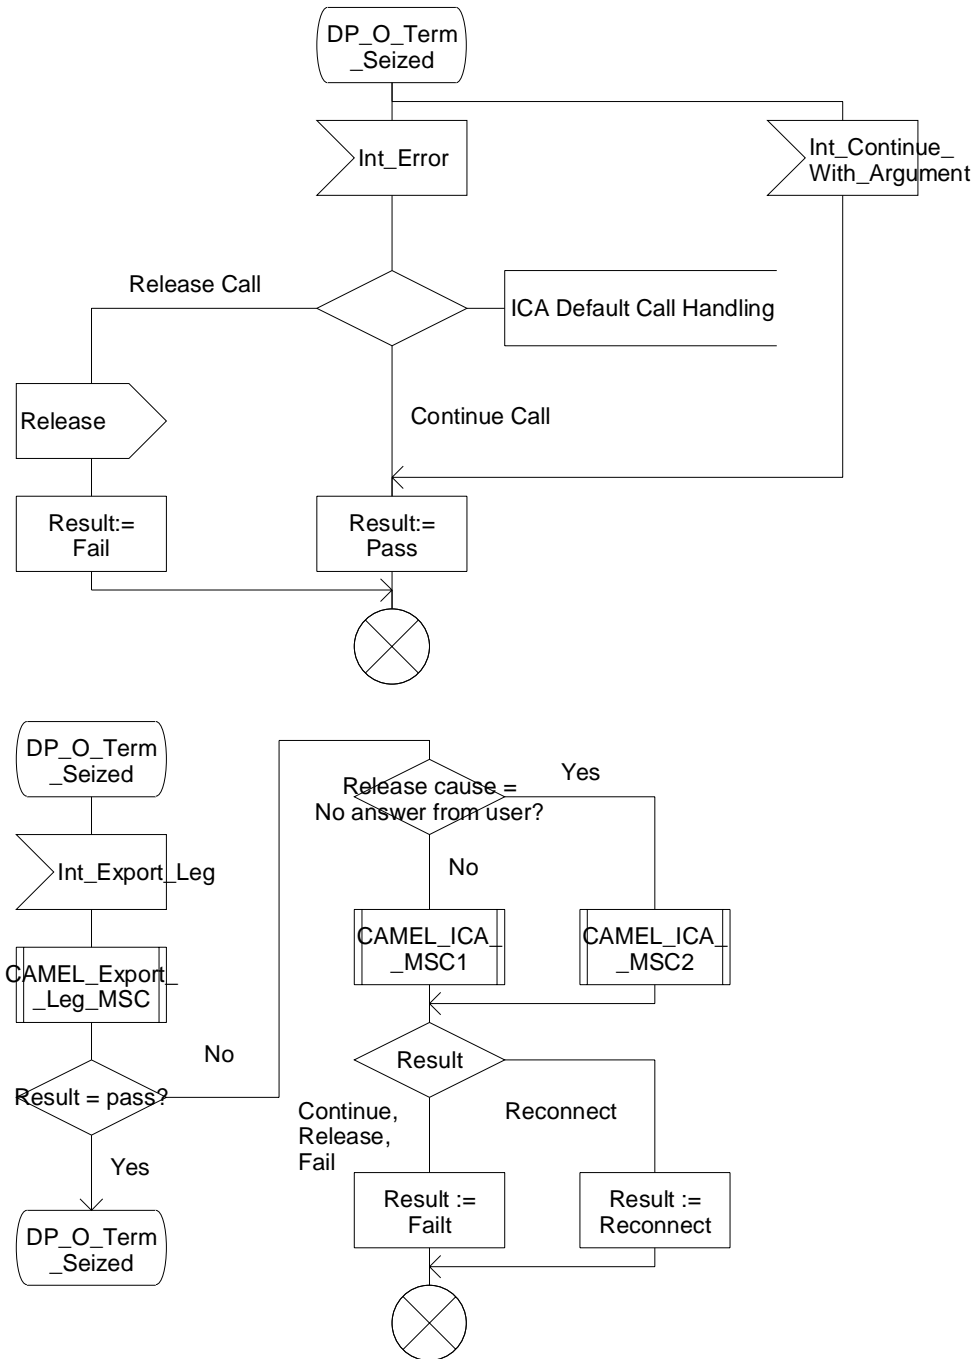 DP_O_Term
_Seized
Int_Error
Int_Continue_
With_Argument
Release Call
ICA Default Call Handling
Release
Continue Call
Result:=
Fail
Result:=
Pass
DP_O_Term
_Seized
Release cause =
No answer from user?
Yes
Int_Export_Leg
No
CAMEL_ICA_
_MSC1
CAMEL_ICA_
_MSC2
CAMEL_Export_
_Leg_MSC
No
Result
Result = pass?
Continue,
Release,
Fail
Reconnect
Yes
Result :=
Failt
Result :=
Reconnect
DP_O_Term
_Seized